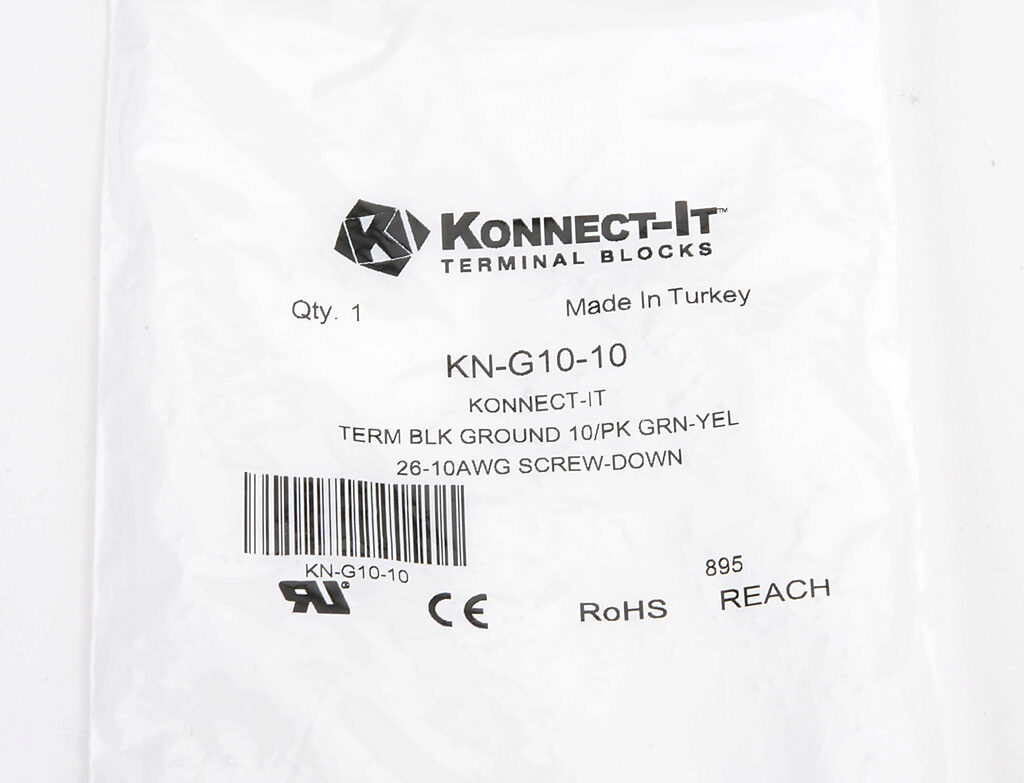 KONNECT-IT™
TERMINAL BLOCKS
Qty. 1
Made In Turkey
KN-G10-10
KONNECT-IT
TERM BLK GROUND 10/PK GRN-YEL
26-10AWG SCREW-DOWN
KN-G10-10
RU®
CE
RoHS
895
REACH